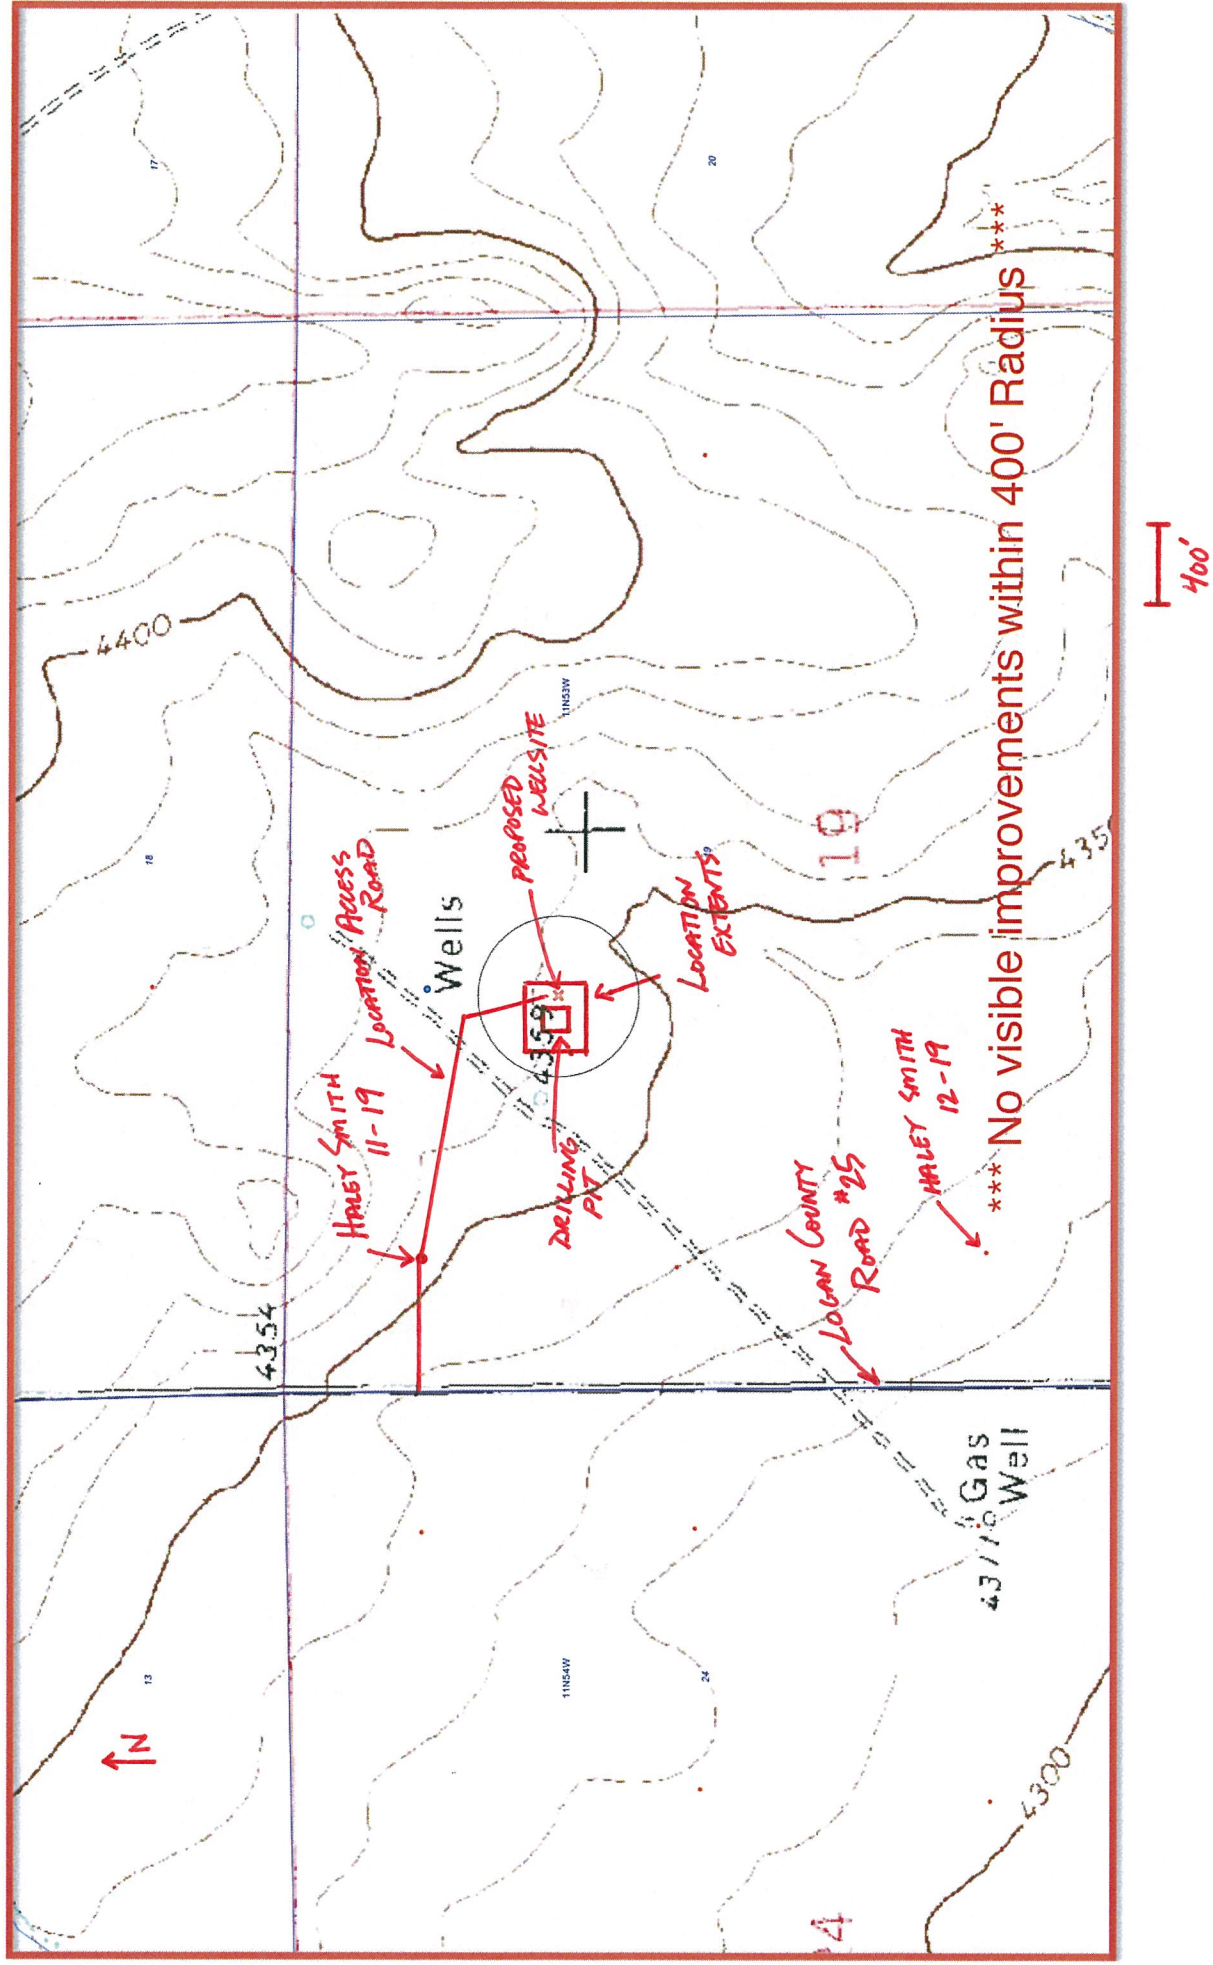 17
20
4400
18
11N53W
19
19
4350
PROPOSED
WELLSITE
LOCATION ACCESS
ROAD
Wells
LOCATION
EXTENTS
4359
HALEY SMITH
11-19
DRILLING
PIT
HALEY SMITH
12-19
LOGAN COUNTY
ROAD #25
4354
*** No visible improvements within 400' Radius ***
400'
Gas
Well
13
11N54W
24
N
4300